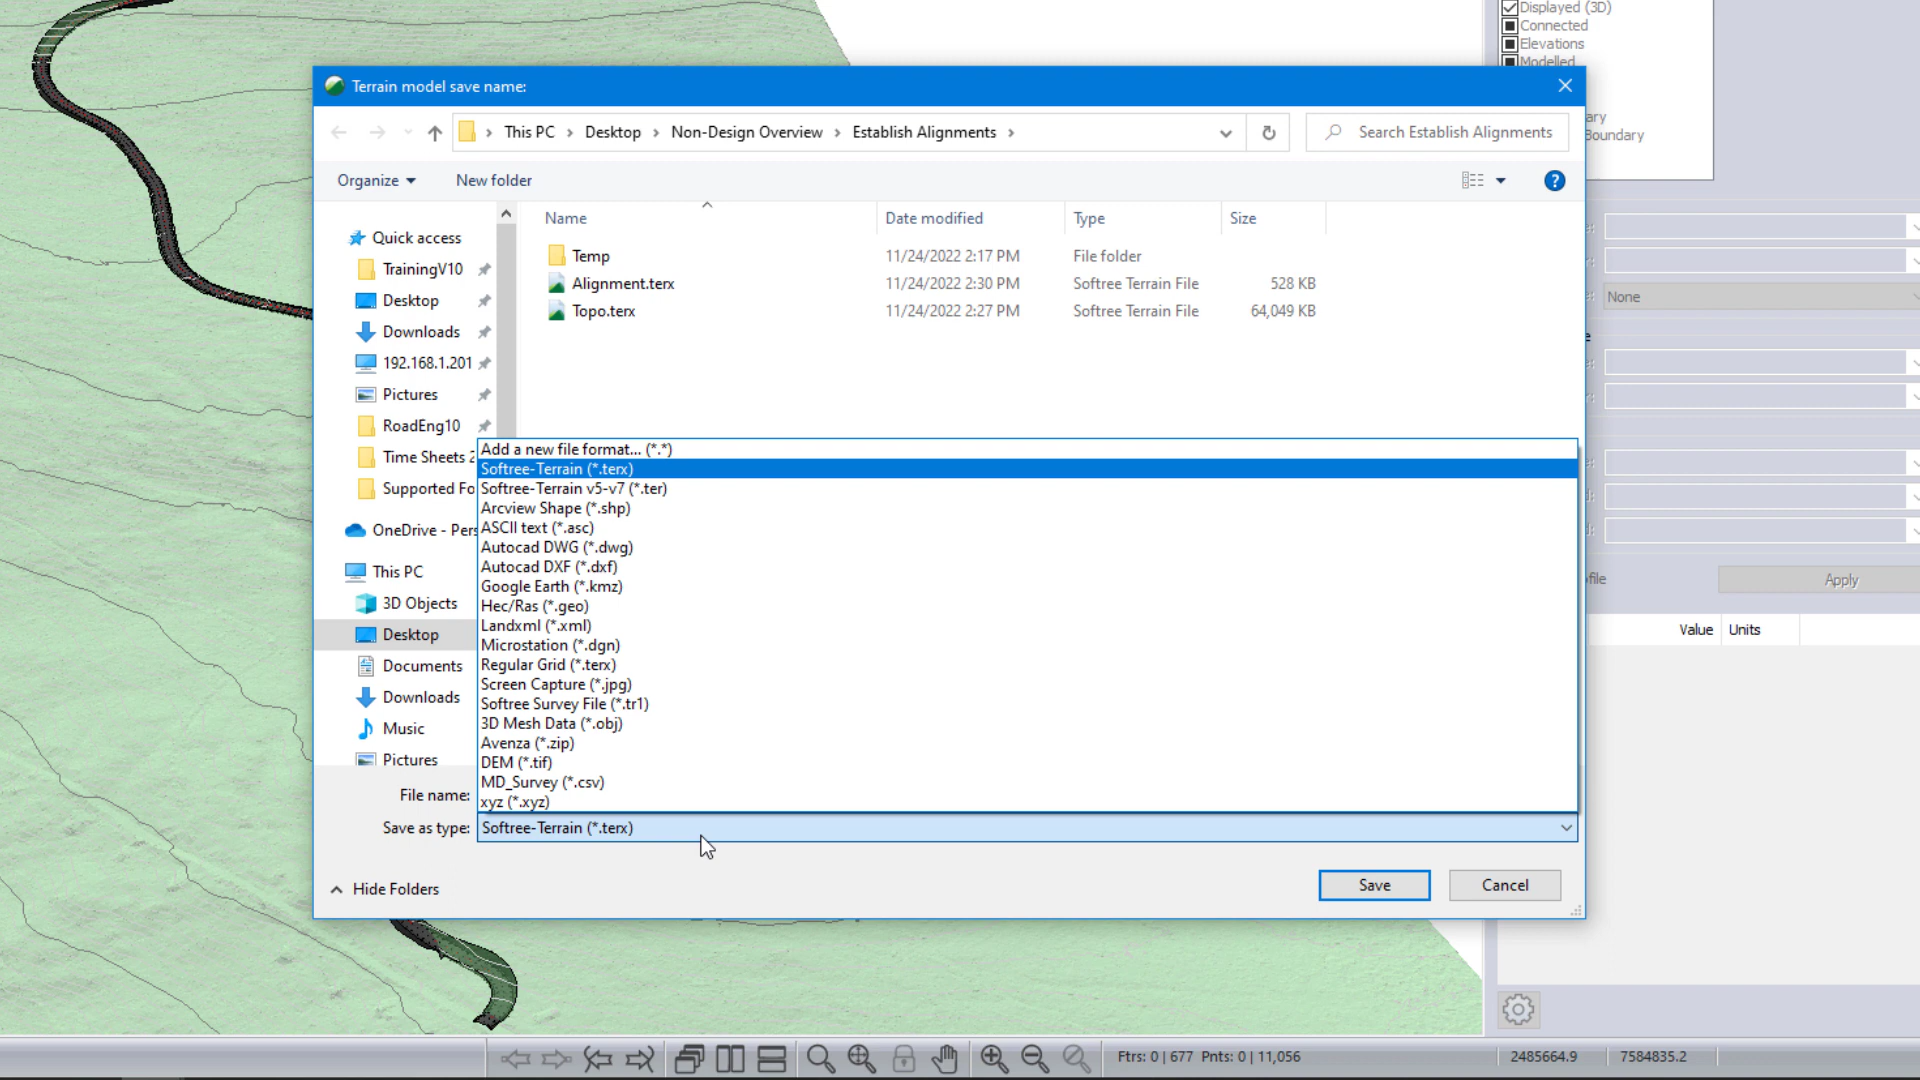 Displayed (3D)
Connected
Elevations
Modelled
Terrain model save name:
This PC > Desktop > Non-Design Overview > Establish Alignments >
Search Establish Alignments
ary
Boundary
Organize
New folder
?
Name
Date modified
Type
Size
Temp
11/24/2022 2:17 PM
File folder
Alignment.terx
11/24/2022 2:30 PM
Softree Terrain File
528 KB
Topo.terx
11/24/2022 2:27 PM
Softree Terrain File
64,049 KB
Quick access
TrainingV10
Desktop
Downloads
192.168.1.201
Pictures
RoadEng10
Time Sheets 2
Supported Fo
OneDrive - Pers
This PC
3D Objects
Desktop
Documents
Downloads
Music
Pictures
Add a new file format... (*.*)
Softree-Terrain (*.terx)
Softree-Terrain v5-v7 (*.ter)
Arcview Shape (*.shp)
ASCII text (*.asc)
Autocad DWG (*.dwg)
Autocad DXF (*.dxf)
Google Earth (*.kmz)
Hec/Ras (*.geo)
Landxml (*.xml)
Microstation (*.dgn)
Regular Grid (*.terx)
Screen Capture (*.jpg)
Softree Survey File (*.tr1)
3D Mesh Data (*.obj)
Avenza (*.zip)
DEM (*.tif)
MD_Survey (*.csv)
xyz (*.xyz)
File name:
Save as type:
Softree-Terrain (*.terx)
Hide Folders
Save
Cancel
None
Apply
Value
Units
Ftrs: 0 | 677 Pnts: 0 | 11,056
2485664.9
7584835.2